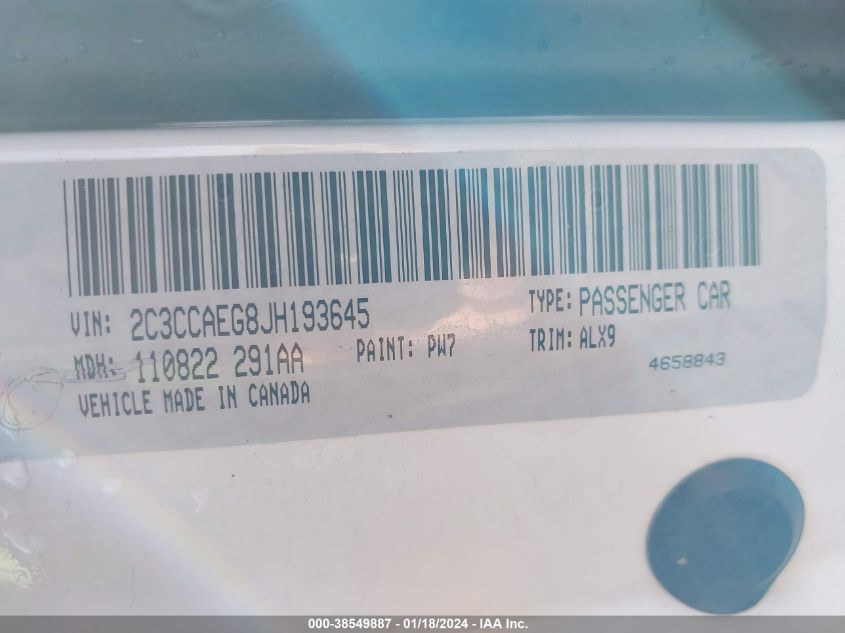 VIN: 2C3CCAEG8JH193645
TYPE: PASSENGER CAR
MDH: 110822 291AA
PAINT: PW7
TRIM: ALX9
4658843
VEHICLE MADE IN CANADA
000-38549887 - 01/18/2024 - IAA Inc.